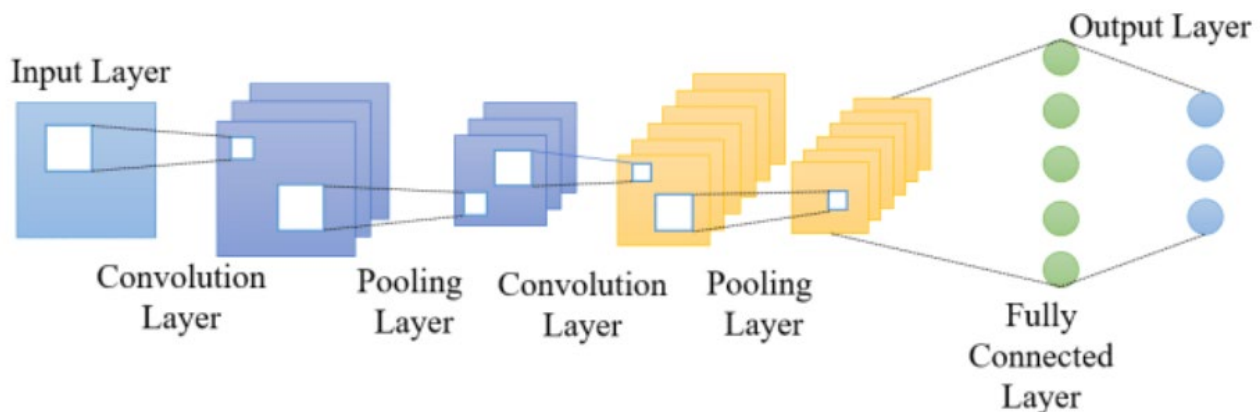 Output Layer
Input Layer
Convolution
Layer
Pooling
Layer
Convolution
Layer
Pooling
Layer
Fully
Connected
Layer